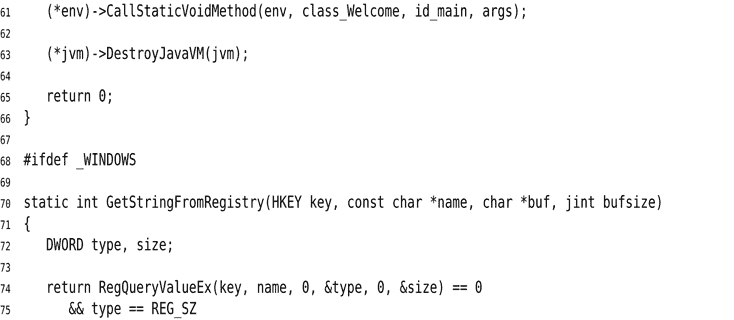 61    (*env)->CallStaticVoidMethod(env, class_Welcome, id_main, args);
62
63    (*jvm)->DestroyJavaVM(jvm);
64
65    return 0;
66 }
67
68 #ifdef _WINDOWS
69
70 static int GetStringFromRegistry(HKEY key, const char *name, char *buf, jint bufsize)
71 {
72    DWORD type, size;
73
74    return RegQueryValueEx(key, name, 0, &type, 0, &size) == 0
75       && type == REG_SZ